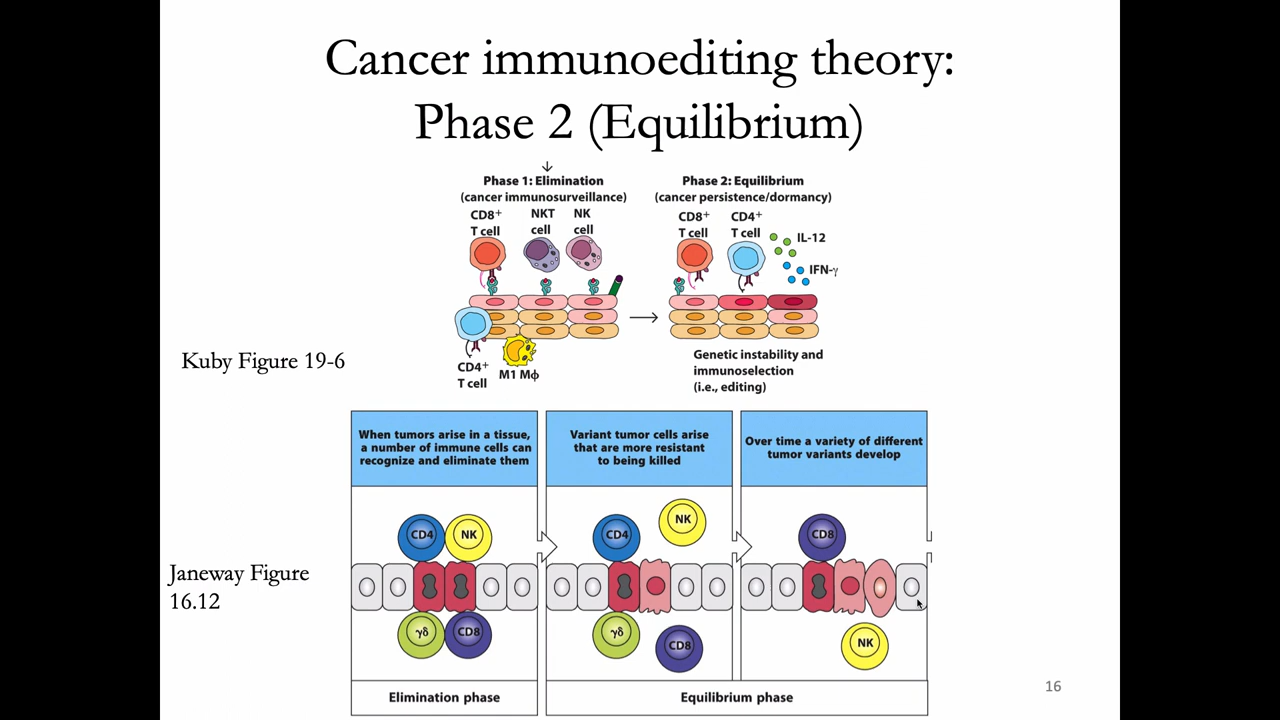 Cancer immunoediting theory:
Phase 2 (Equilibrium)
Phase 1: Elimination
(cancer immunosurveillance)
CD8+
T cell
NKT
cell
NK
cell
CD4+
T cell
M1 Mϕ
Phase 2: Equilibrium
(cancer persistence/dormancy)
CD8+
T cell
CD4+
T cell
IL-12
IFN-γ
Genetic instability and
immunoselection
(i.e., editing)
Kuby Figure 19-6
When tumors arise in a tissue,
a number of immune cells can
recognize and eliminate them
Variant tumor cells arise
that are more resistant
to being killed
Over time a variety of different
tumor variants develop
Janeway Figure
16.12
CD4
NK
γδ
CD8
CD4
NK
γδ
CD8
CD8
NK
Elimination phase
Equilibrium phase
16